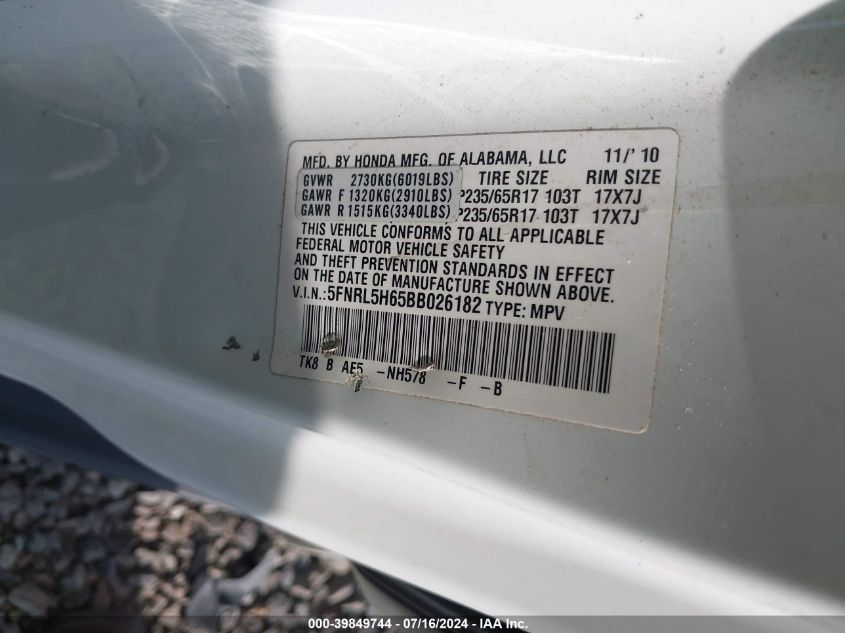 MFD. BY HONDA MFG. OF ALABAMA, LLC 11/' 10
GVWR 2730KG(6019LBS) TIRE SIZE RIM SIZE
GAWR F 1320KG(2910LBS) P235/65R17 103T 17X7J
GAWR R 1515KG(3340LBS) P235/65R17 103T 17X7J
THIS VEHICLE CONFORMS TO ALL APPLICABLE
FEDERAL MOTOR VEHICLE SAFETY
AND THEFT PREVENTION STANDARDS IN EFFECT
ON THE DATE OF MANUFACTURE SHOWN ABOVE.
V.I.N.:5FNRL5H65BB026182 TYPE: MPV
TK8 B AE5 -NH578 -F -B
000-39849744 - 07/16/2024 - IAA Inc.